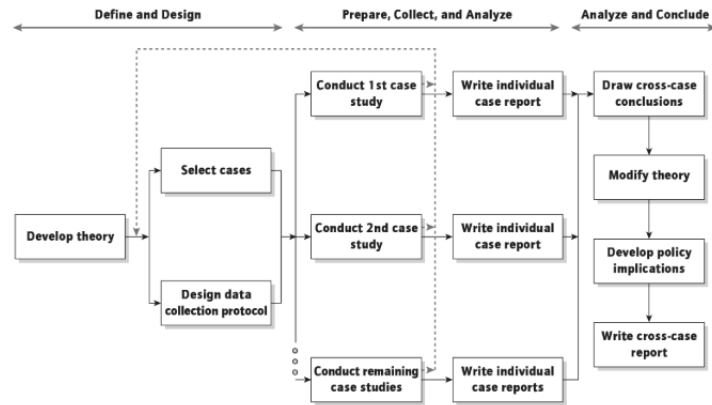 Define and Design
Prepare, Collect, and Analyze
Analyze and Conclude
Conduct 1st case
study
Write individual
case report
Draw cross-case
conclusions
Select cases
Modify theory
Develop theory
Conduct 2nd case
study
Write individual
case report
Develop policy
implications
Design data
collection protocol
Write cross-case
report
Conduct remaining
case studies
Write individual
case reports